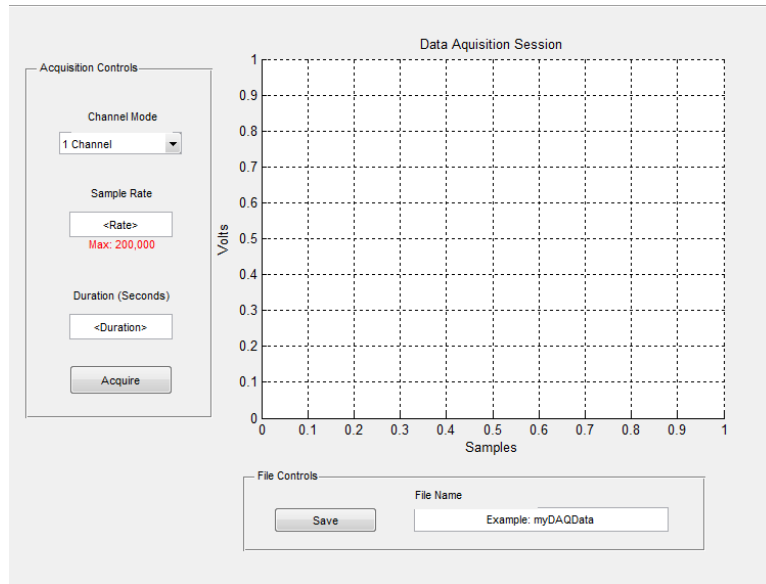 Data Aquisition Session
Acquisition Controls
Channel Mode
1 Channel
Sample Rate
<Rate>
Max: 200,000
Duration (Seconds)
<Duration>
Acquire
Volts
1
0.9
0.8
0.7
0.6
0.5
0.4
0.3
0.2
0.1
0
0 0.1 0.2 0.3 0.4 0.5 0.6 0.7 0.8 0.9 1
Samples
File Controls
File Name
Save
Example: myDAQData